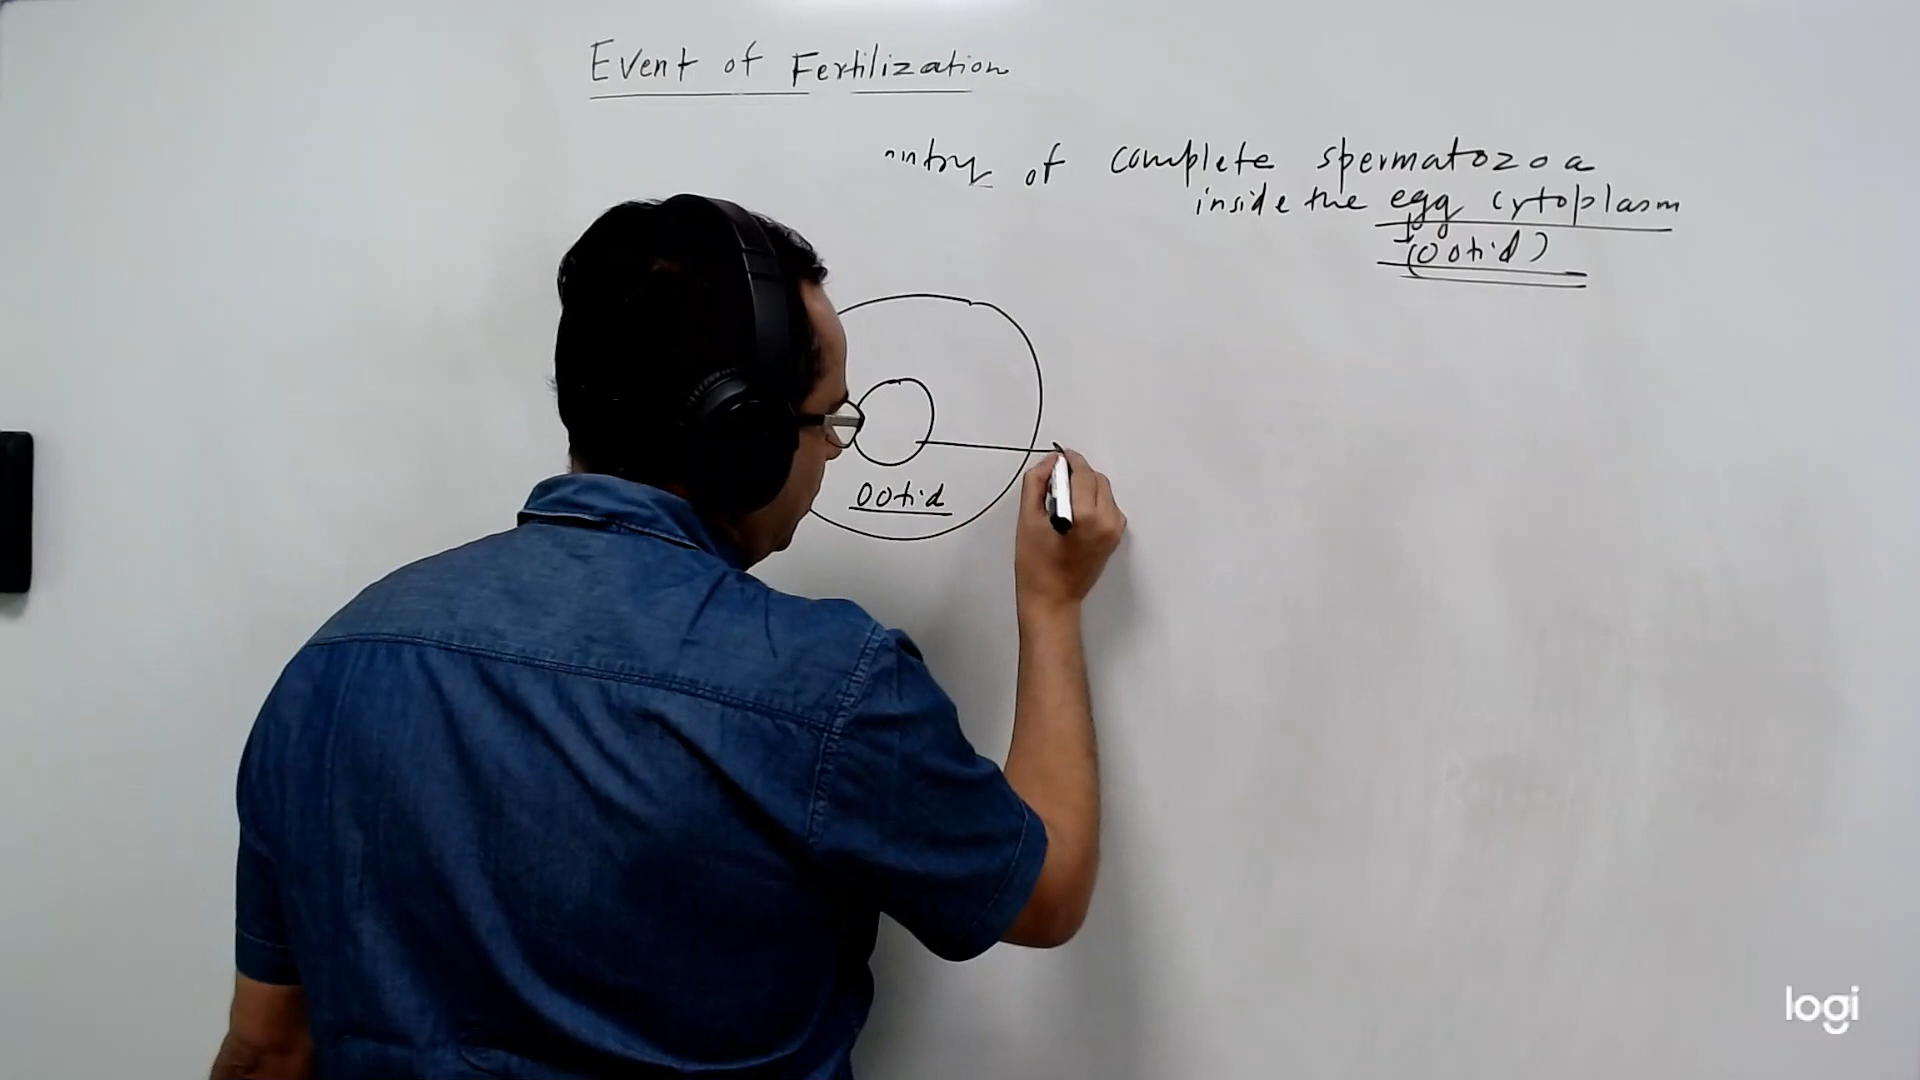 Event of Fertilization
of complete spermatozoa
inside the egg cytoplasm
(Ootid)
Ootid
logi